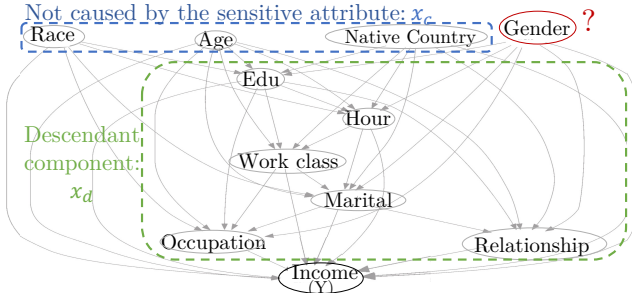 Not caused by the sensitive attribute: x_c
Race
Age
Native Country
Gender
?
Edu
Hour
Descendant
component:
x_d
Work class
Marital
Occupation
Relationship
Income
(Y)